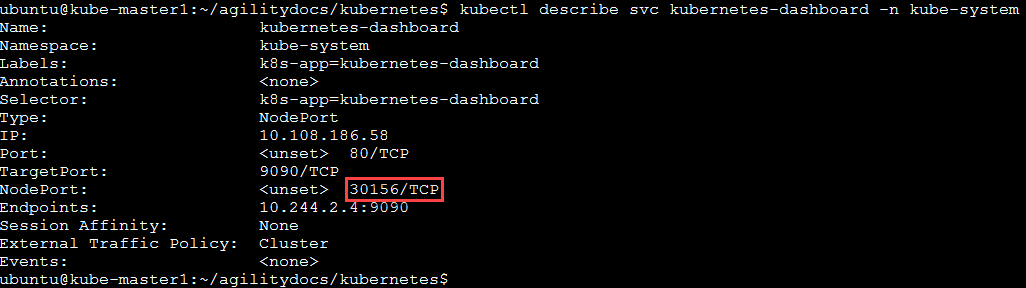 ubuntu@kube-master1:~/agilitydocs/kubernetes$ kubectl describe svc kubernetes-dashboard -n kube-system
Name:                     kubernetes-dashboard
Namespace:                kube-system
Labels:                   k8s-app=kubernetes-dashboard
Annotations:              <none>
Selector:                 k8s-app=kubernetes-dashboard
Type:                     NodePort
IP:                       10.108.186.58
Port:                     <unset>  80/TCP
TargetPort:               9090/TCP
NodePort:                 <unset>  30156/TCP
Endpoints:                10.244.2.4:9090
Session Affinity:         None
External Traffic Policy:  Cluster
Events:                   <none>
ubuntu@kube-master1:~/agilitydocs/kubernetes$